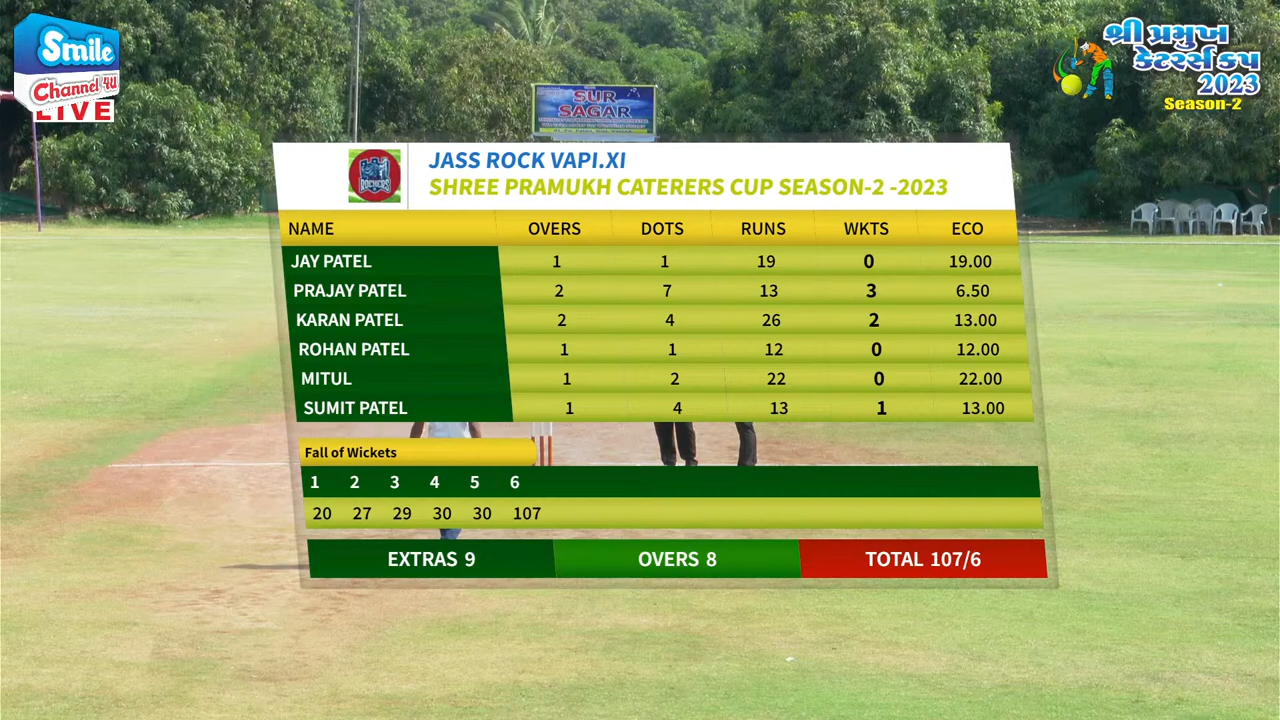 Smile
Channel 4U
LIVE
શ્રી પ્રમુખ
કેટરર્સ કપ
2023
Season-2
SUR
SAGAR
JASS ROCK VAPI.XI
SHREE PRAMUKH CATERERS CUP SEASON-2 -2023
NAME OVERS DOTS RUNS WKTS ECO
JAY PATEL 1 1 19 0 19.00
PRAJAY PATEL 2 7 13 3 6.50
KARAN PATEL 2 4 26 2 13.00
ROHAN PATEL 1 1 12 0 12.00
MITUL 1 2 22 0 22.00
SUMIT PATEL 1 4 13 1 13.00
Fall of Wickets
1 2 3 4 5 6
20 27 29 30 30 107
EXTRAS 9 OVERS 8 TOTAL 107/6